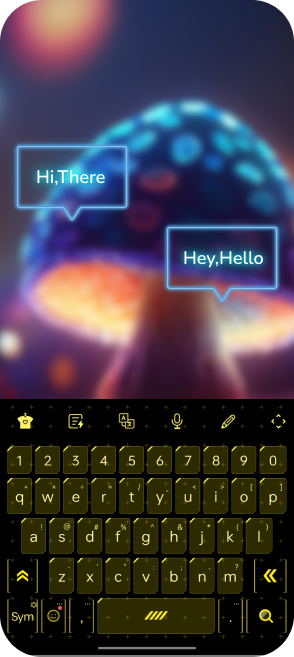 Hi,There
Hey,Hello
1 2 3 4 5 6 7 8 9 0
q w e r t y u i o p
a s d f g h j k l
z x c v b n m
Sym , .